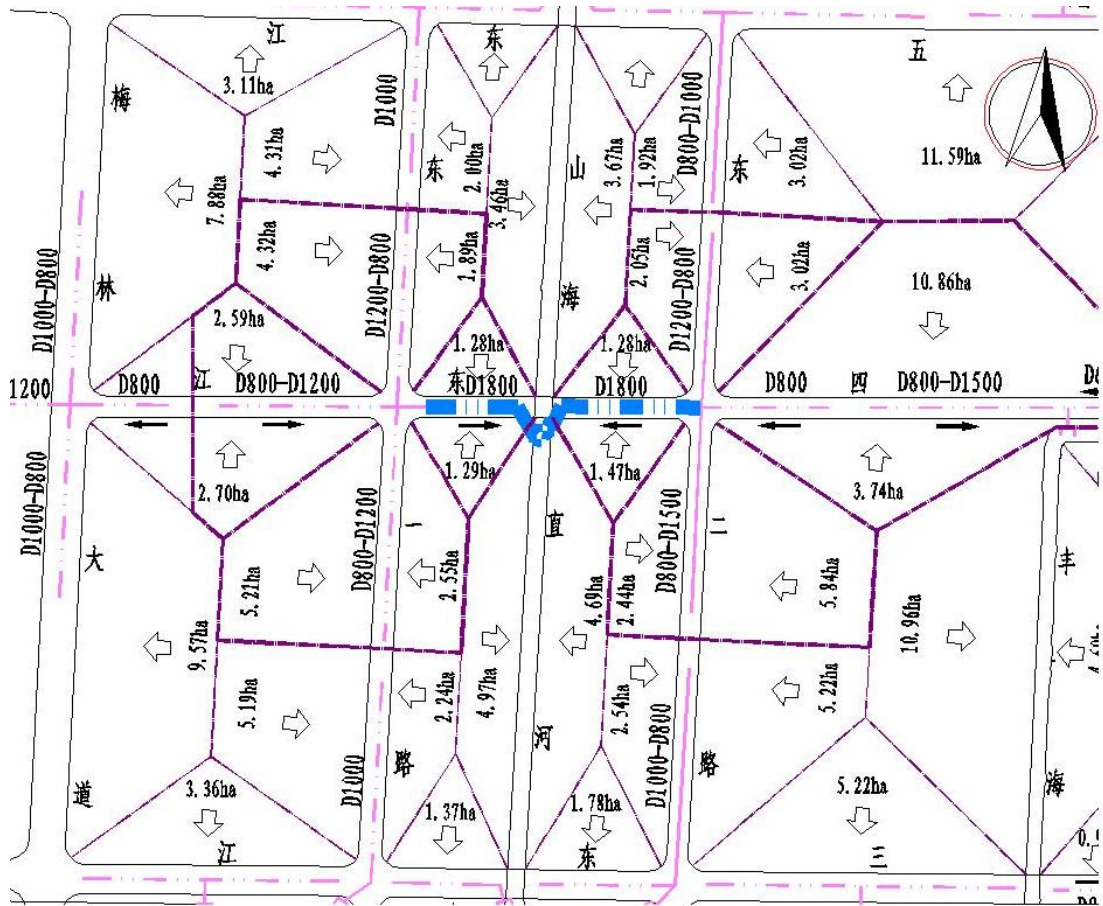 江
东
五
3.11ha
梅
D1000
D800-D1000
4.31ha
东
2.00ha
山
3.67ha
1.92ha
东
3.02ha
11.59ha
7.88ha
3.46ha
4.32ha
D1200-D800
1.89ha
海
2.05ha
D1200-D800
3.02ha
10.86ha
D1000-D800
林
2.59ha
1.28ha
1.28ha
1200
D800
江
D800-D1200
东
D1800
D1800
D800
四
D800-D1500
2.70ha
1.29ha
1.47ha
3.74ha
D1000-D800
大
D800-D1200
一
直
D800-D1500
二
丰
5.21ha
2.55ha
4.69ha
2.44ha
5.84ha
9.57ha
10.96ha
5.19ha
2.24ha
4.97ha
2.54ha
5.22ha
道
3.36ha
D1000
路
河
D1000-D800
路
海
1.37ha
1.78ha
5.22ha
江
东
三